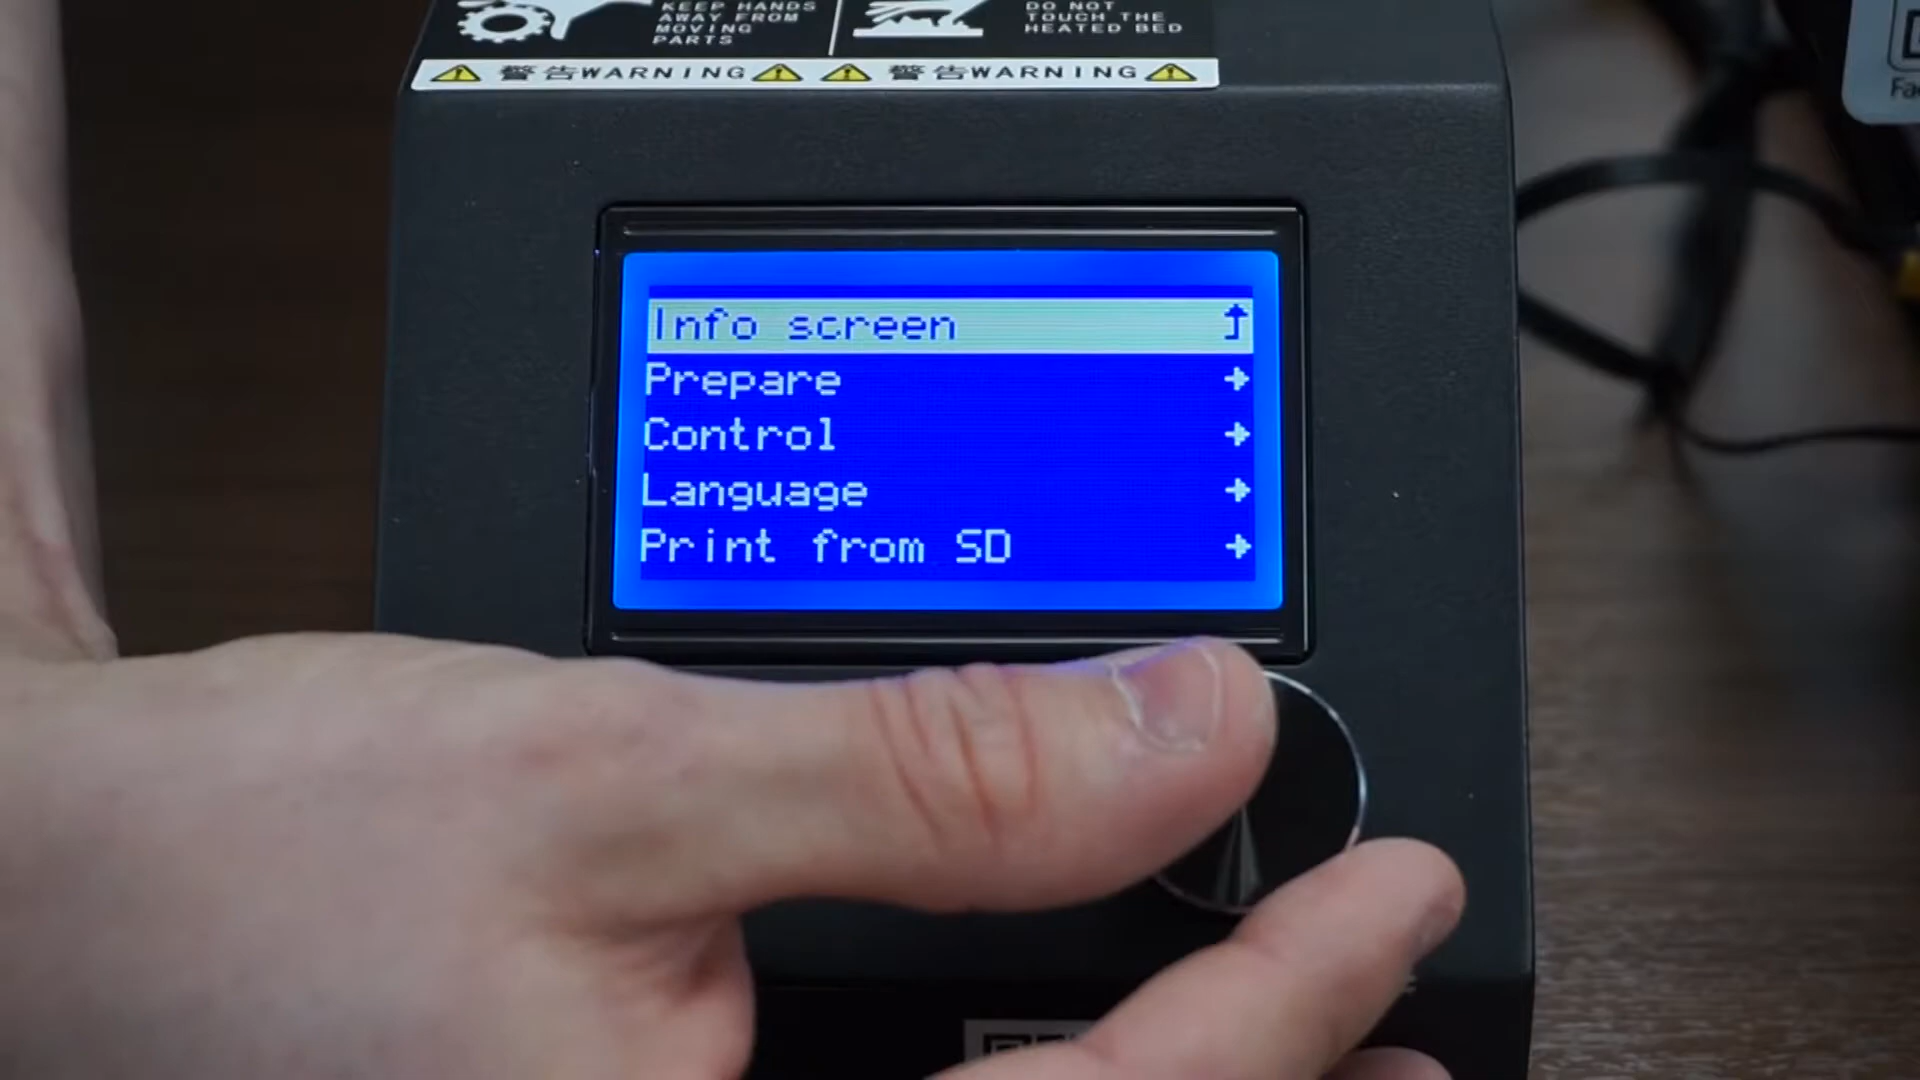 KEEP HANDS
AWAY FROM
MOVING
PARTS
DO NOT
TOUCH THE
HEATED BED
警告WARNING
警告WARNING
Info screen
Prepare
Control
Language
Print from SD